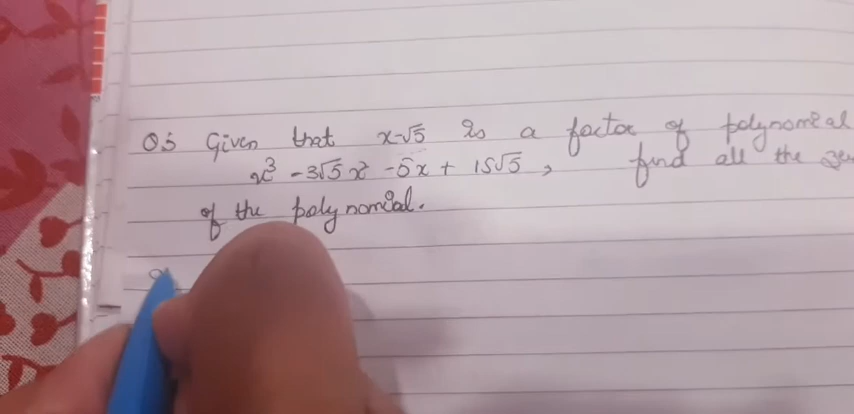 Q5 Given that x-√5 is a factor of polynomial
x³ - 3√5 x² - 5x + 15√5, find all the
of the polynomial.